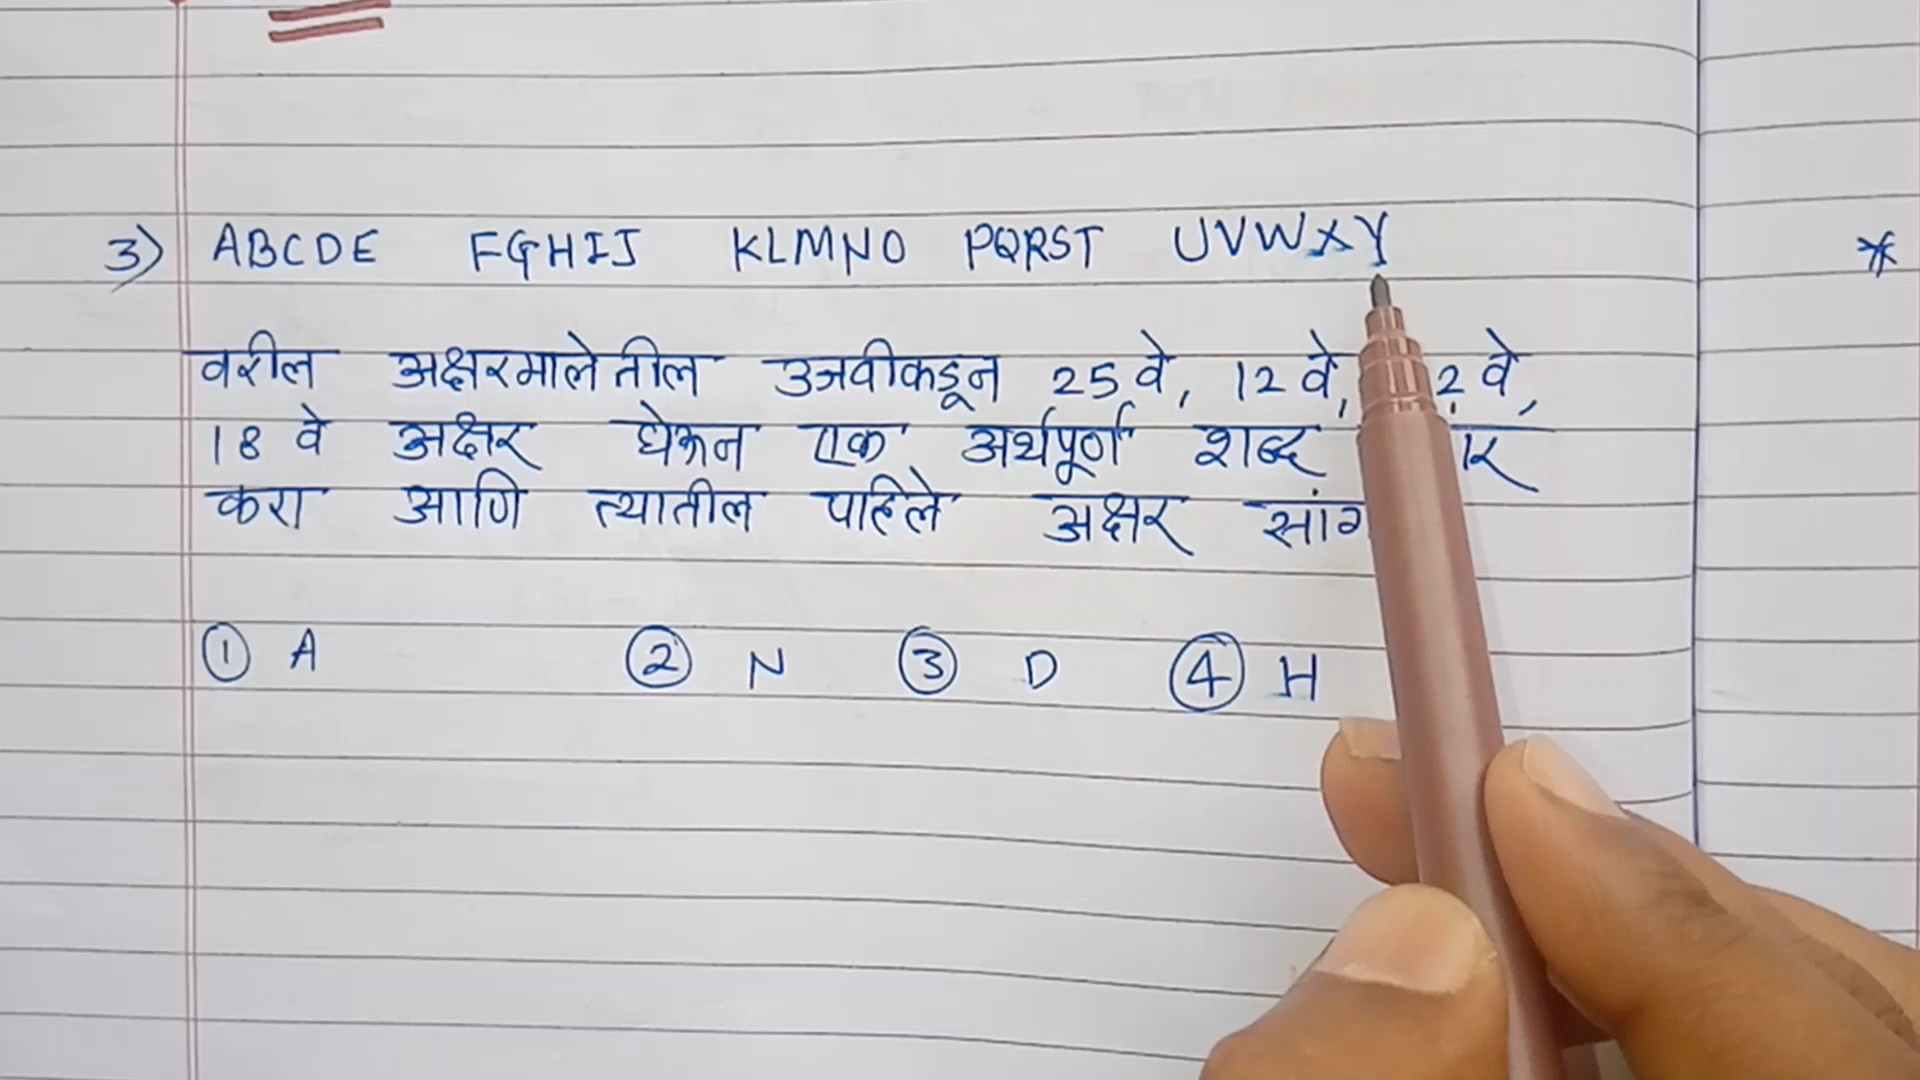 3) ABCDE FGHIJ KLMNO PQRST UVWXY
वरील अक्षरमालेतील उजवीकडून 25 वे, 12 वे, 2 वे,
18 वे अक्षर घेऊन एक अर्थपूर्ण शब्द
करा आणि त्यातील पहिले अक्षर
① A ② N ③ D ④ H